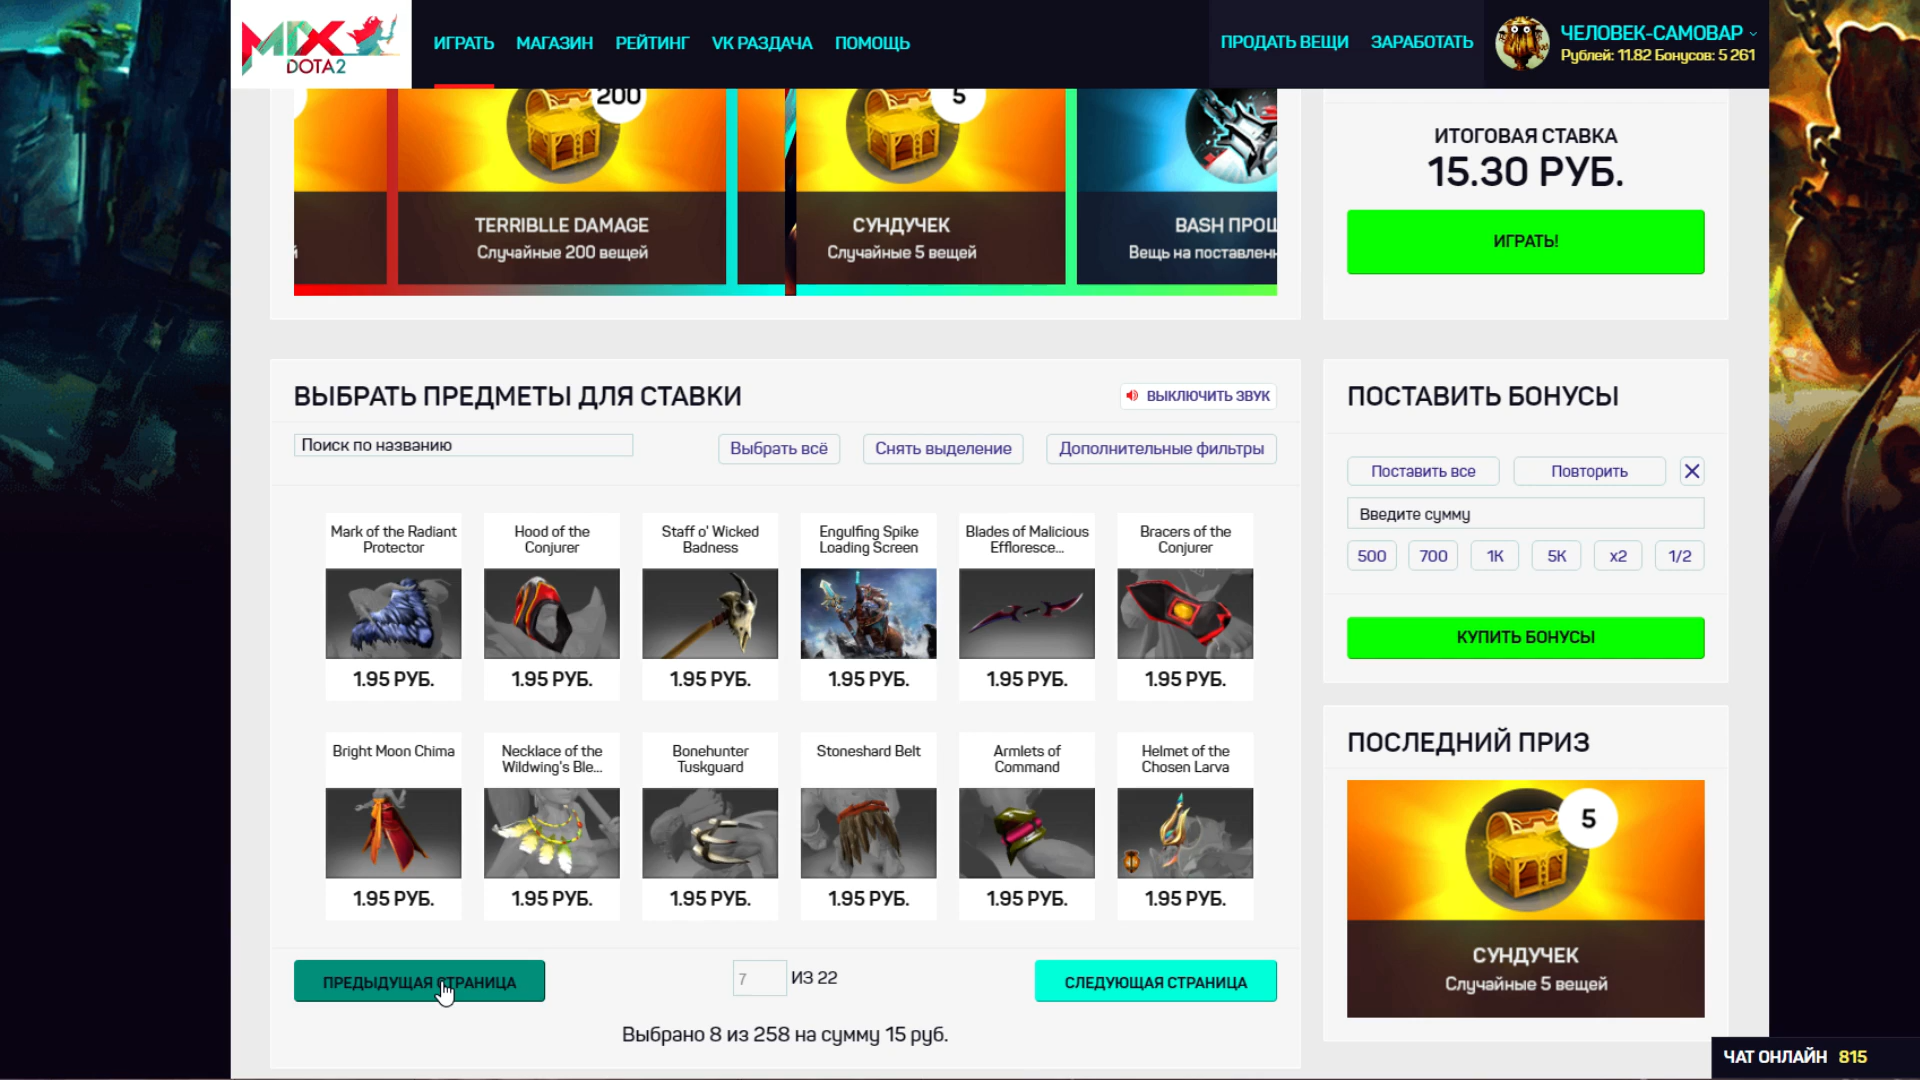 MIX
DOTA2
ИГРАТЬ МАГАЗИН РЕЙТИНГ VK РАЗДАЧА ПОМОЩЬ
ПРОДАТЬ ВЕЩИ ЗАРАБОТАТЬ
ЧЕЛОВЕК-САМОВАР
Рублей: 11.82 Бонусов: 5 261
200
TERRIBLLE DAMAGE
Случайные 200 вещей
5
СУНДУЧЕК
Случайные 5 вещей
BASH ПРОШ
Вещь на поставлен
ИТОГОВАЯ СТАВКА
15.30 РУБ.
ИГРАТЬ!
ВЫБРАТЬ ПРЕДМЕТЫ ДЛЯ СТАВКИ
ВЫКЛЮЧИТЬ ЗВУК
Поиск по названию
Выбрать всё
Снять выделение
Дополнительные фильтры
Mark of the Radiant
Protector
1.95 РУБ.
Hood of the
Conjurer
1.95 РУБ.
Staff o' Wicked
Badness
1.95 РУБ.
Engulfing Spike
Loading Screen
1.95 РУБ.
Blades of Malicious
Effloresce...
1.95 РУБ.
Bracers of the
Conjurer
1.95 РУБ.
Bright Moon Chima
1.95 РУБ.
Necklace of the
Wildwing's Ble...
1.95 РУБ.
Bonehunter
Tuskguard
1.95 РУБ.
Stoneshard Belt
1.95 РУБ.
Armlets of
Command
1.95 РУБ.
Helmet of the
Chosen Larva
1.95 РУБ.
ПРЕДЫДУЩАЯ СТРАНИЦА
7 ИЗ 22
СЛЕДУЮЩАЯ СТРАНИЦА
Выбрано 8 из 258 на сумму 15 руб.
ПОСТАВИТЬ БОНУСЫ
Поставить все
Повторить
Введите сумму
500 700 1K 5K x2 1/2
КУПИТЬ БОНУСЫ
ПОСЛЕДНИЙ ПРИЗ
5
СУНДУЧЕК
Случайные 5 вещей
ЧАТ ОНЛАЙН 815